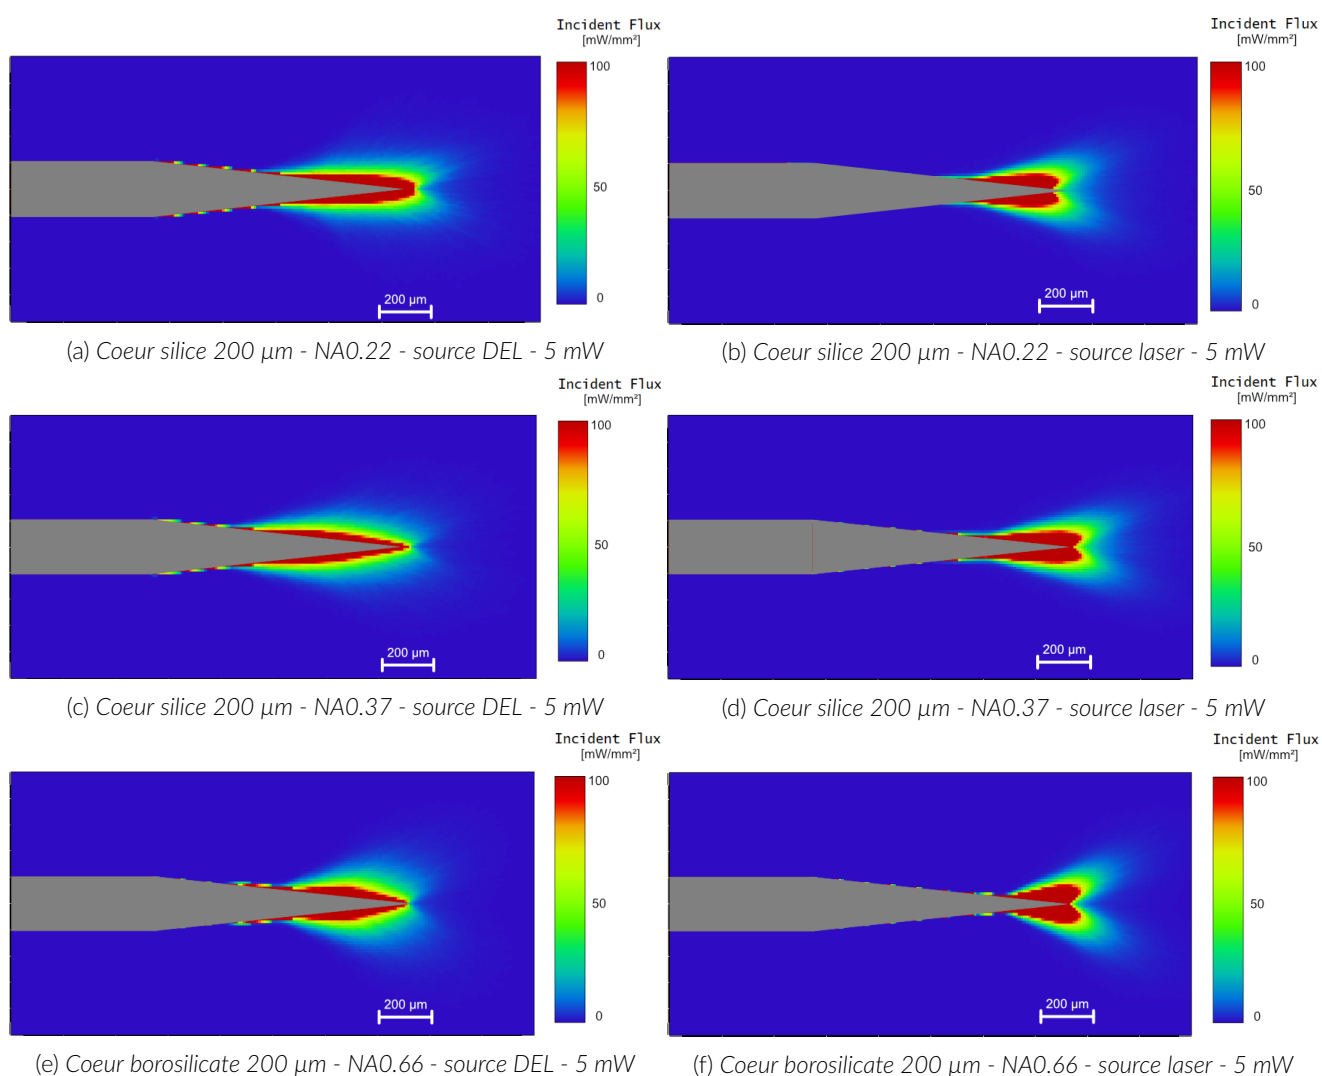 Incident Flux
[mW/mm²]
100
50
0
200 µm
(a) Coeur silice 200 µm - NA0.22 - source DEL - 5 mW
Incident Flux
[mW/mm²]
100
50
0
200 µm
(b) Coeur silice 200 µm - NA0.22 - source laser - 5 mW
Incident Flux
[mW/mm²]
100
50
0
200 µm
(c) Coeur silice 200 µm - NA0.37 - source DEL - 5 mW
Incident Flux
[mW/mm²]
100
50
0
200 µm
(d) Coeur silice 200 µm - NA0.37 - source laser - 5 mW
Incident Flux
[mW/mm²]
100
50
0
200 µm
(e) Coeur borosilicate 200 µm - NA0.66 - source DEL - 5 mW
Incident Flux
[mW/mm²]
100
50
0
200 µm
(f) Coeur borosilicate 200 µm - NA0.66 - source laser - 5 mW